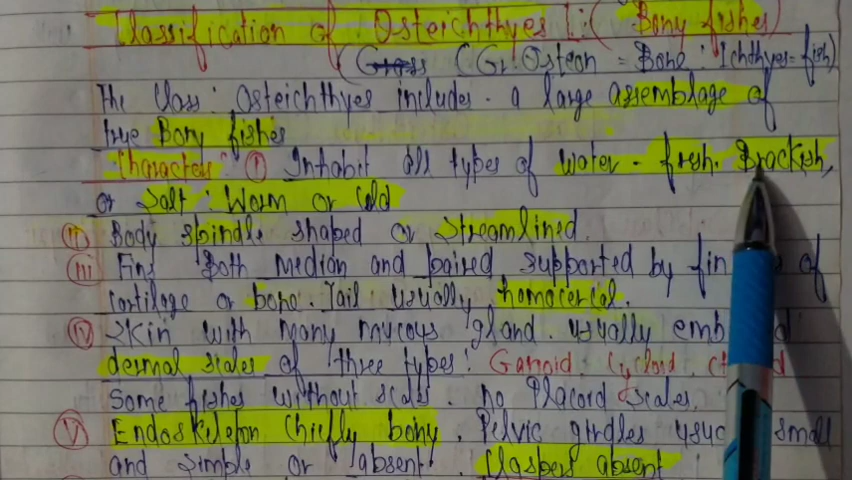 Classification of Osteichthyes I: (Bony fishes)
(Gr. Osteon = Bone : Ichthyes = fish)
The Class : Osteichthyes includes - a large assemblage of
true Bony fishes
Characters : (i) Inhabit all types of water - fresh. Brackish,
or Salt : Warm or Cold
(ii) Body spindle shaped or streamlined.
(iii) Fins Both median and paired supported by fin of
cartilage or bone. Tail usually homocercal.
(iv) Skin with many mucous gland. usually emb d
dermal scales of three types : Ganoid. Cycloid. ct d
Some fishes without scales. no Placoid scales.
(v) Endoskeleton Chiefly bony. Pelvic girdles usu small
and simple or absent. Claspers absent